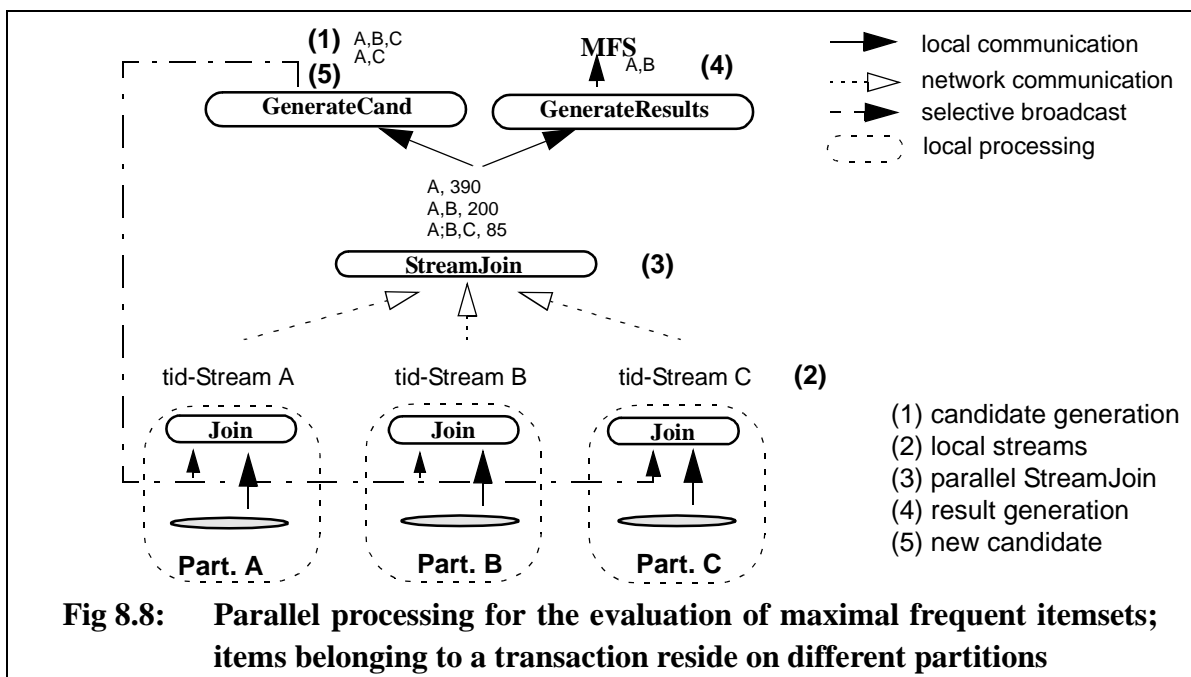 (1) A,B,C
A,C
(5)
GenerateCand
MFS
A,B
(4)
GenerateResults
local communication
network communication
selective broadcast
local processing
A, 390
A,B, 200
A;B,C, 85
StreamJoin
(3)
tid-Stream A
tid-Stream B
tid-Stream C
(2)
Join
Join
Join
Part. A
Part. B
Part. C
(1) candidate generation
(2) local streams
(3) parallel StreamJoin
(4) result generation
(5) new candidate
Fig 8.8: Parallel processing for the evaluation of maximal frequent itemsets;
items belonging to a transaction reside on different partitions